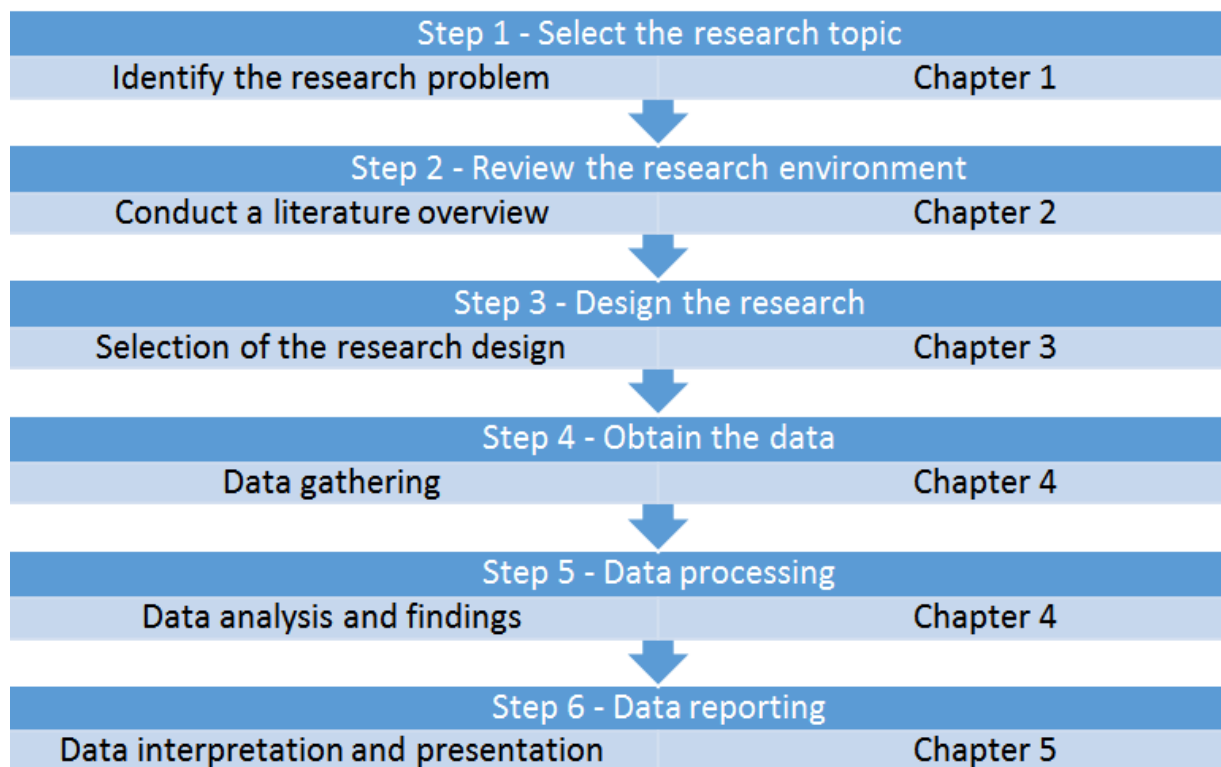 Step 1 - Select the research topic
Identify the research problem Chapter 1
Step 2 - Review the research environment
Conduct a literature overview Chapter 2
Step 3 - Design the research
Selection of the research design Chapter 3
Step 4 - Obtain the data
Data gathering Chapter 4
Step 5 - Data processing
Data analysis and findings Chapter 4
Step 6 - Data reporting
Data interpretation and presentation Chapter 5